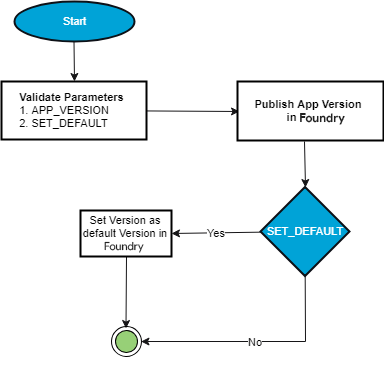 Start
Validate Parameters
1. APP_VERSION
2. SET_DEFAULT
Publish App Version
in Foundry
SET_DEFAULT
Yes
Set Version as
default Version in
Foundry
No